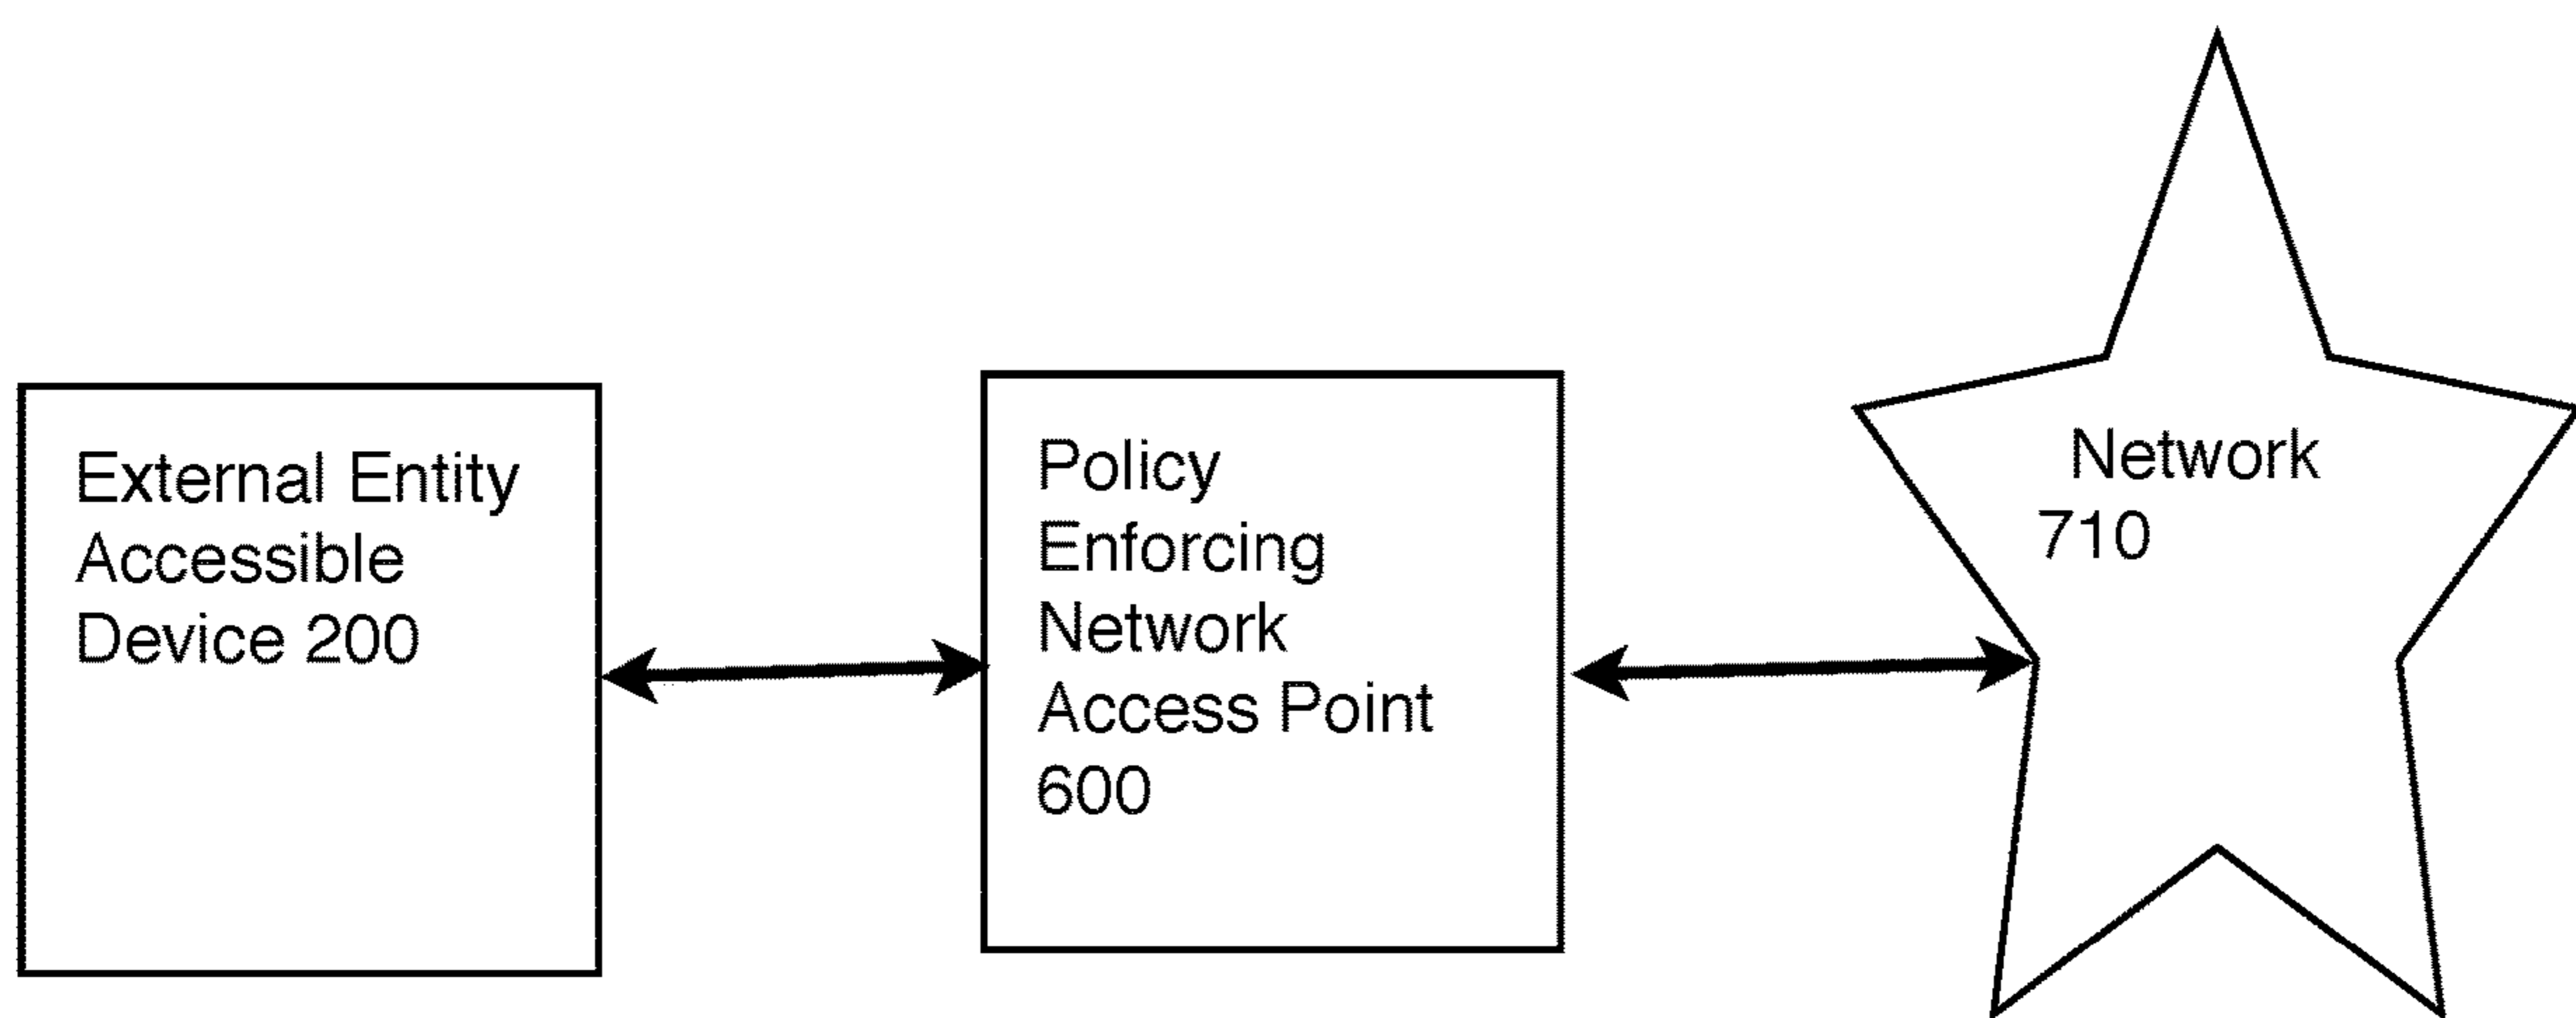 External Entity
Accessible
Device 200
Policy
Enforcing
Network
Access Point
600
Network
710